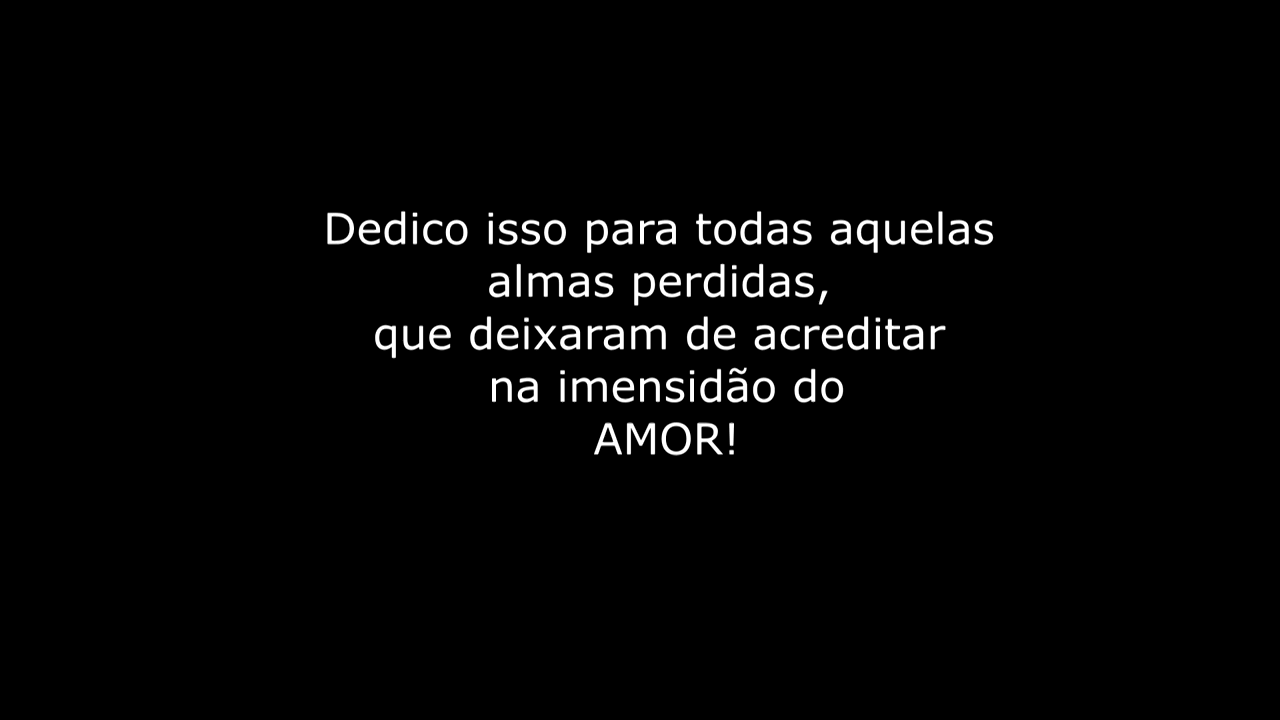 Dedico isso para todas aquelas
almas perdidas,
que deixaram de acreditar
na imensidão do
AMOR!